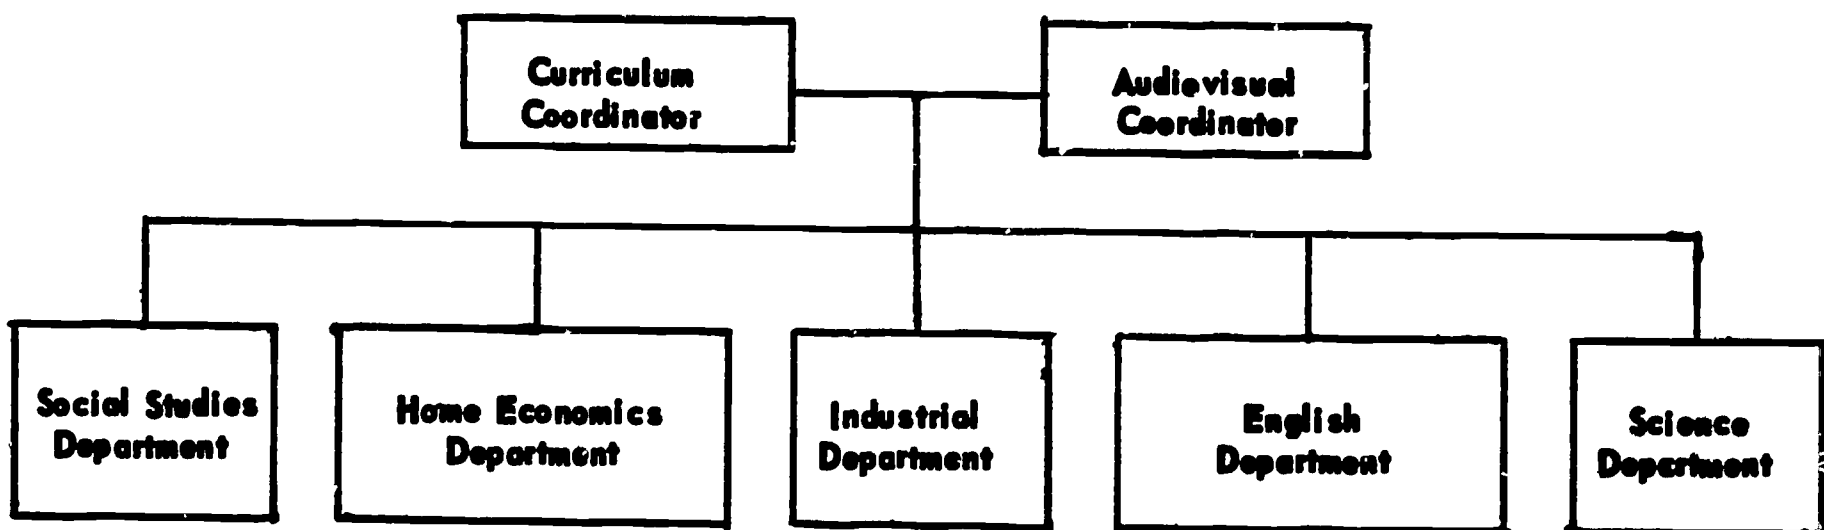 Curriculum
Coordinator
Audiovisual
Coordinator
Social Studies
Department
Home Economics
Department
Industrial
Department
English
Department
Science
Department